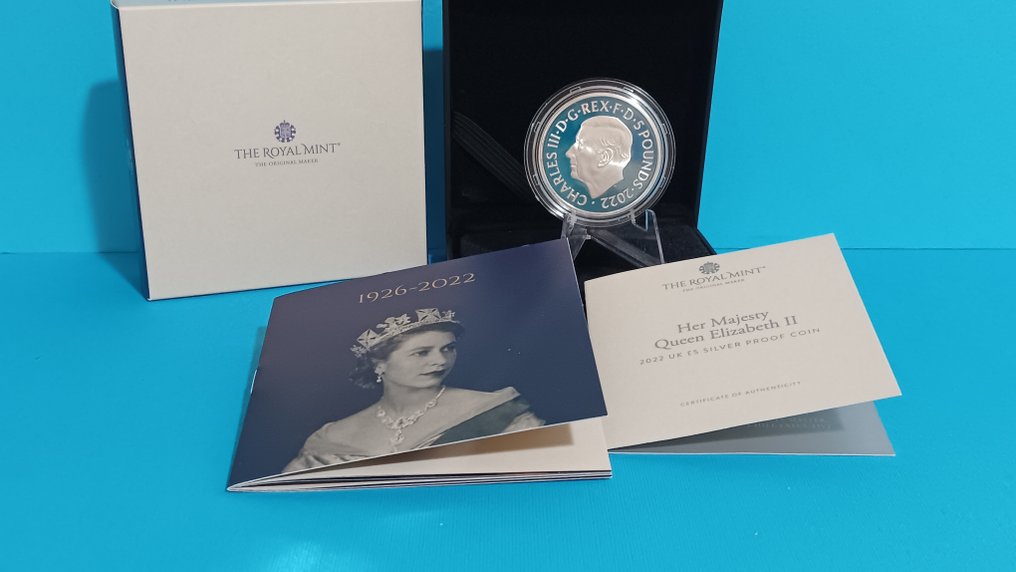 THE ROYAL MINT®
THE ORIGINAL MAKER
CHARLES III · D · G · REX · F · D · 5 POUNDS · 2022 ·
1926-2022
THE ROYAL MINT®
THE ORIGINAL MAKER
Her Majesty
Queen Elizabeth II
2022 UK £5 SILVER PROOF COIN
CERTIFICATE OF AUTHENTICITY